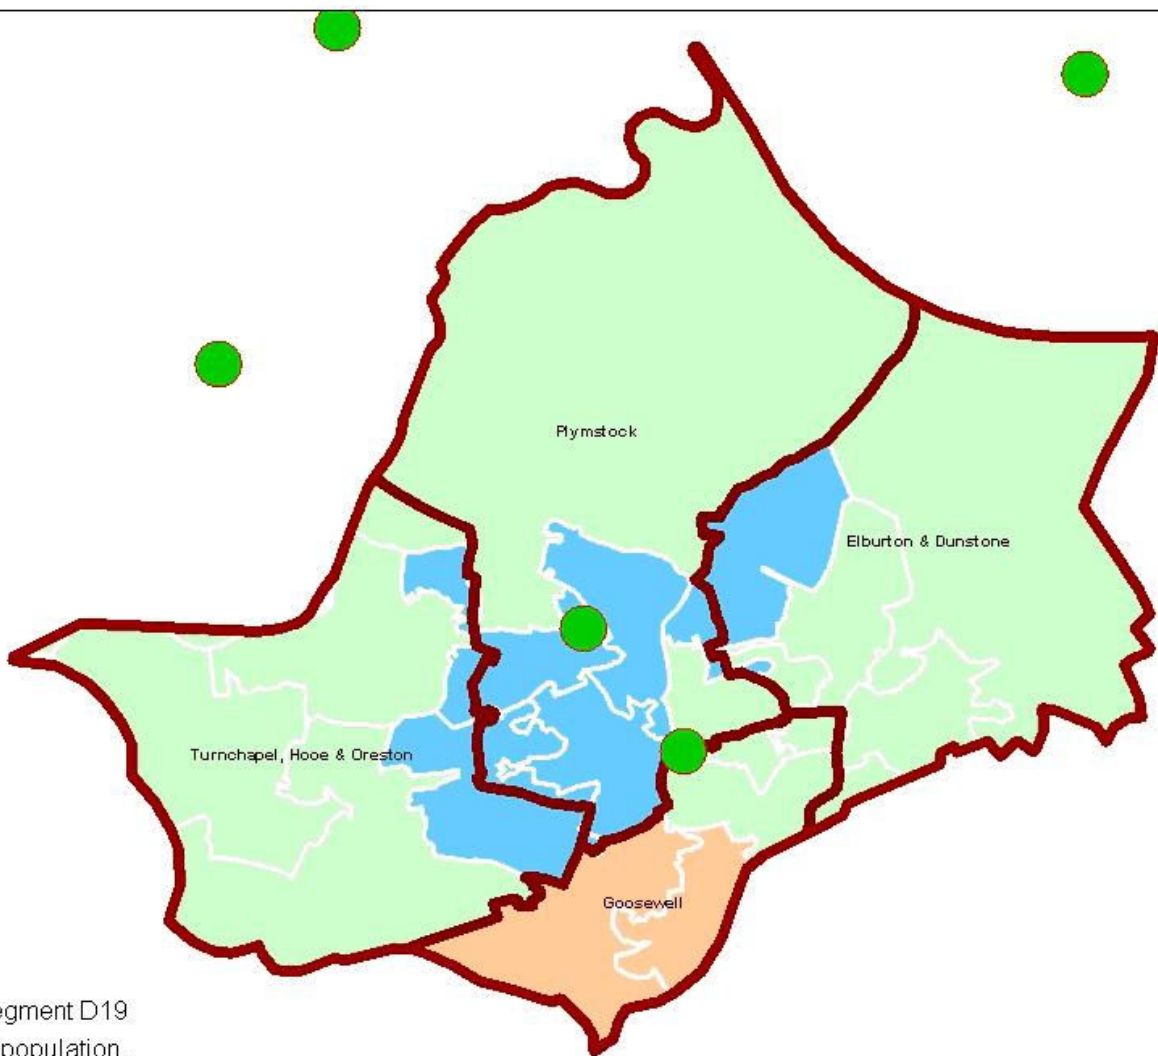 Plymstock
Elburton & Dunstone
Turnchapel, Hooe & Oreston
Goosewell
egment D19
population